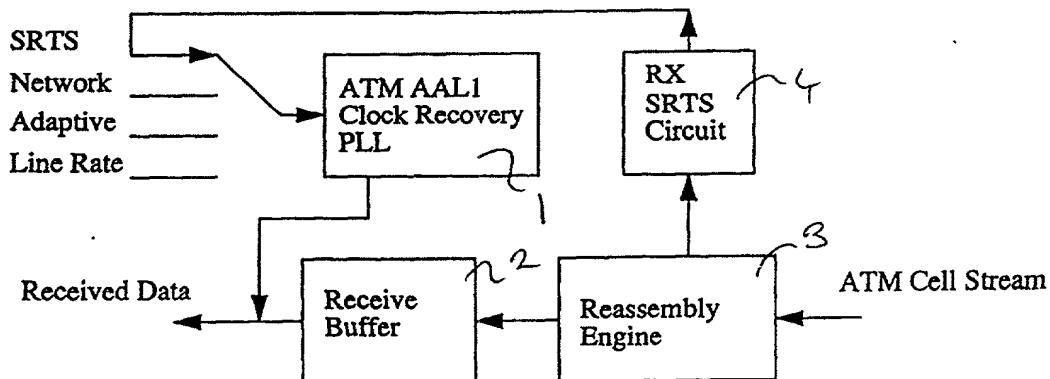 SRTS
Network
Adaptive
Line Rate
ATM AAL1
Clock Recovery
PLL
1
RX
SRTS
Circuit
4
Received Data
Receive
Buffer
2
Reassembly
Engine
3
ATM Cell Stream